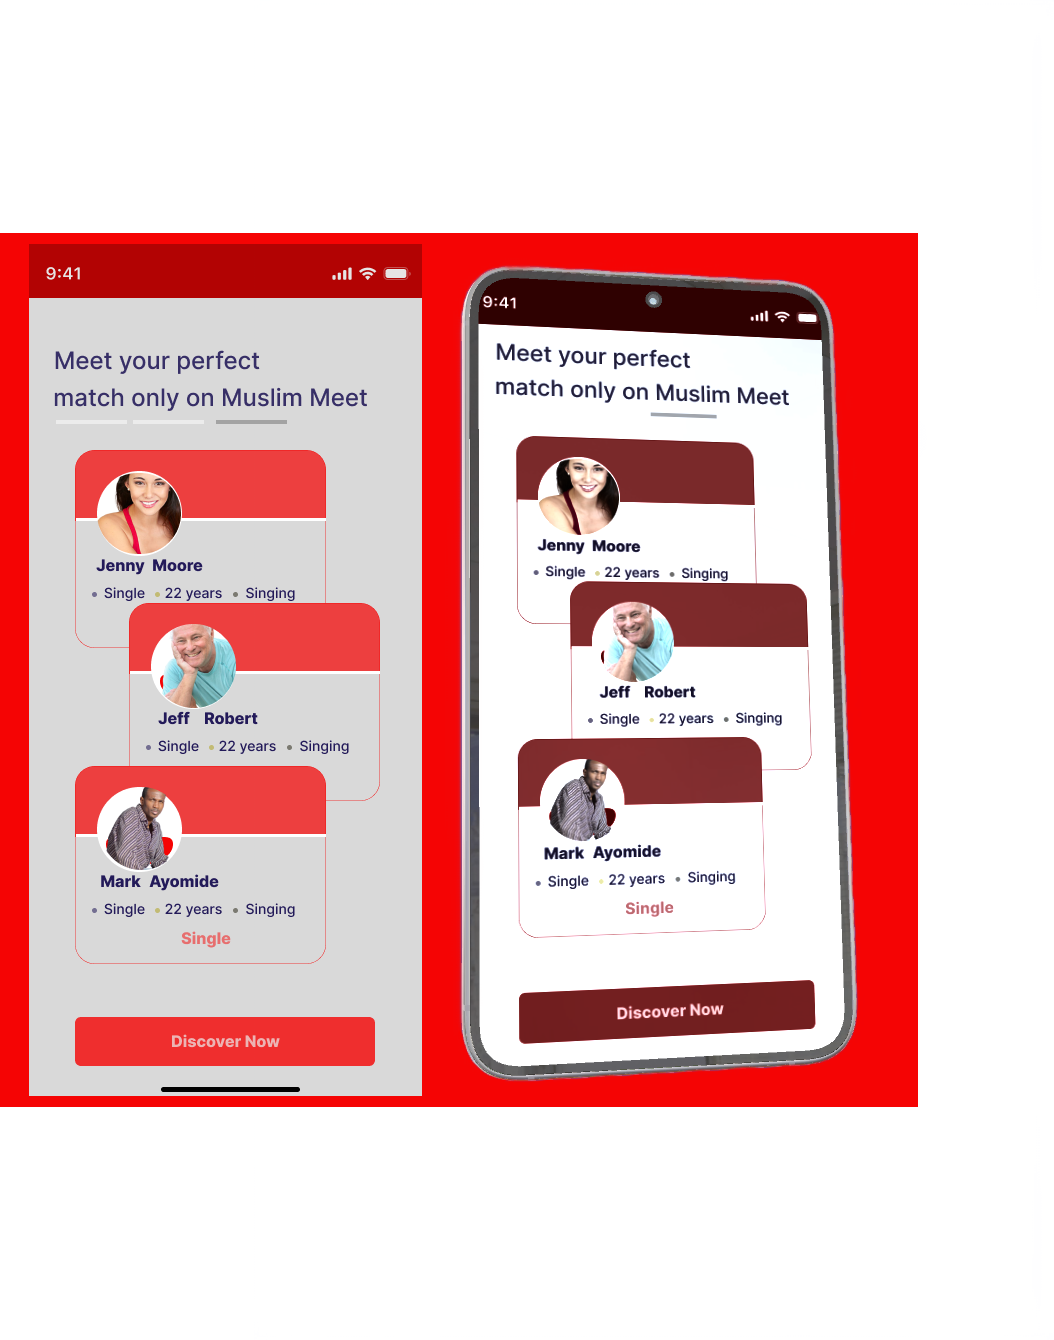 9:41
Meet your perfect
match only on Muslim Meet
Jenny Moore
Single 22 years Singing
Jeff Robert
Single 22 years Singing
Mark Ayomide
Single 22 years Singing
Single
Discover Now
9:41
Meet your perfect
match only on Muslim Meet
Jenny Moore
Single 22 years Singing
Jeff Robert
Single 22 years Singing
Mark Ayomide
Single 22 years Singing
Single
Discover Now